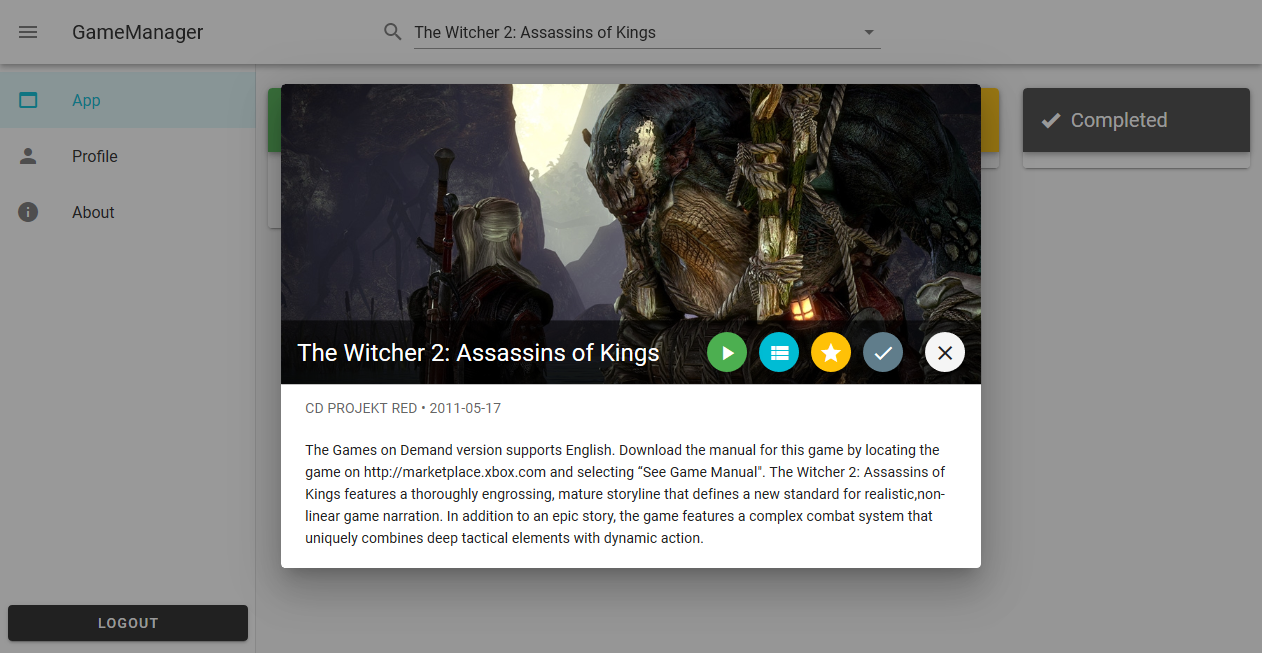 GameManager
The Witcher 2: Assassins of Kings
App
Profile
About
Completed
The Witcher 2: Assassins of Kings
CD PROJEKT RED • 2011-05-17
The Games on Demand version supports English. Download the manual for this game by locating the
game on http://marketplace.xbox.com and selecting “See Game Manual". The Witcher 2: Assassins of
Kings features a thoroughly engrossing, mature storyline that defines a new standard for realistic,non-
linear game narration. In addition to an epic story, the game features a complex combat system that
uniquely combines deep tactical elements with dynamic action.
LOGOUT